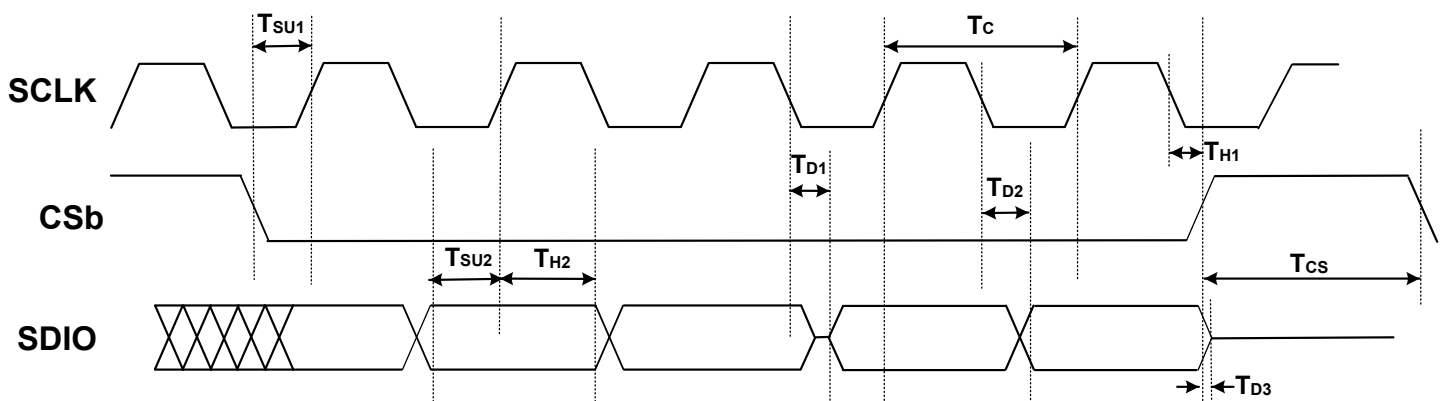 TSU1
TC
SCLK
TD1
TH1
TD2
CSb
TSU2
TH2
TCS
SDIO
TD3